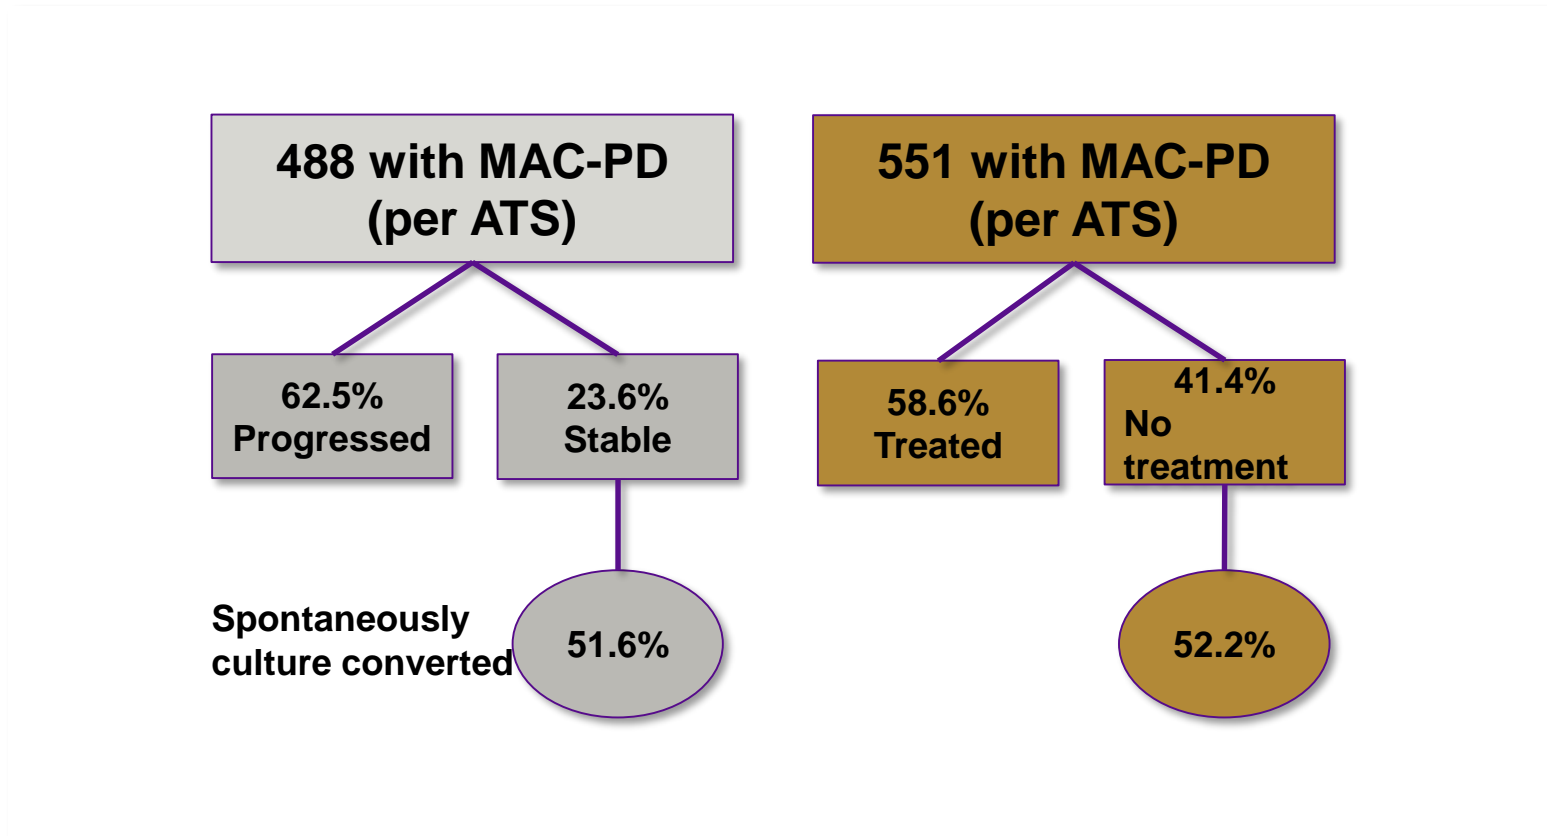 488 with MAC-PD
(per ATS)
551 with MAC-PD
(per ATS)
62.5%
Progressed
23.6%
Stable
58.6%
Treated
41.4%
No
treatment
Spontaneously
culture converted
51.6%
52.2%